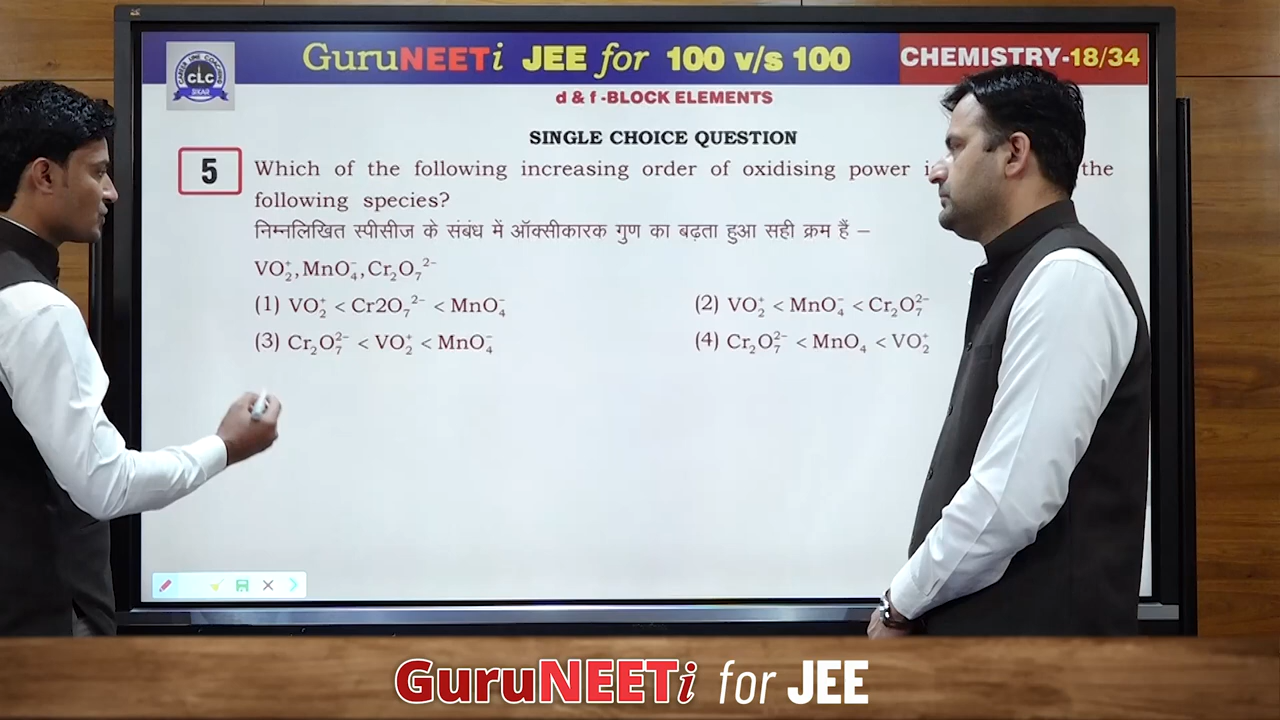 GuruNEETi JEE for 100 v/s 100
CHEMISTRY-18/34
CLC
SIKAR
d & f -BLOCK ELEMENTS
SINGLE CHOICE QUESTION
5 Which of the following increasing order of oxidising power the
following species?
निम्नलिखित स्पीसीज के संबंध में ऑक्सीकारक गुण का बढ़ता हुआ सही क्रम हैं –
VO₂⁺, MnO₄⁻, Cr₂O₇²⁻
(1) VO₂⁺ < Cr2O₇²⁻ < MnO₄⁻
(2) VO₂⁺ < MnO₄⁻ < Cr₂O₇²⁻
(3) Cr₂O₇²⁻ < VO₂⁺ < MnO₄⁻
(4) Cr₂O₇²⁻ < MnO₄ < VO₂⁺
GuruNEETi for JEE